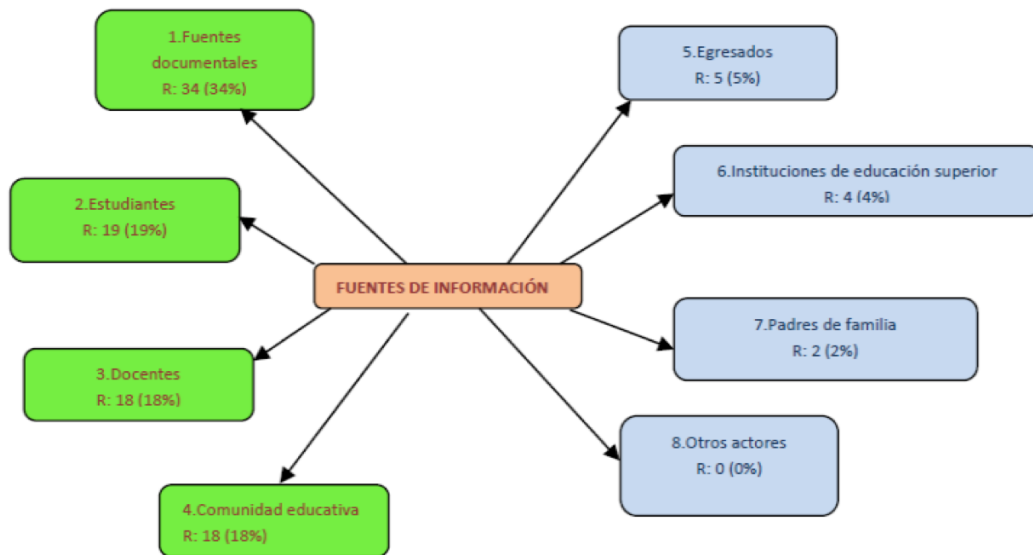 1.Fuentes
documentales
R: 34 (34%)
2.Estudiantes
R: 19 (19%)
3.Docentes
R: 18 (18%)
4.Comunidad educativa
R: 18 (18%)
FUENTES DE INFORMACIÓN
5.Egresados
R: 5 (5%)
6.Instituciones de educación superior
R: 4 (4%)
7.Padres de familia
R: 2 (2%)
8.Otros actores
R: 0 (0%)